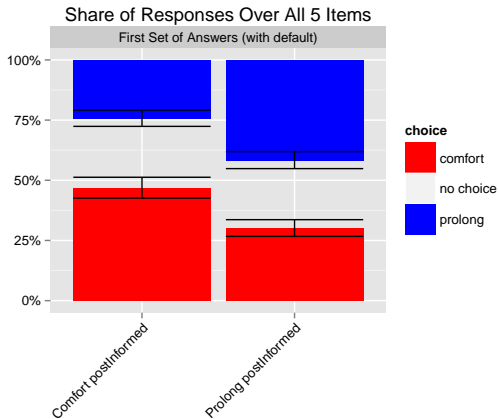 Share of Responses Over All 5 Items
First Set of Answers (with default)
100%
75%
50%
25%
0%
Comfort postInformed
Prolong postInformed
choice
comfort
no choice
prolong